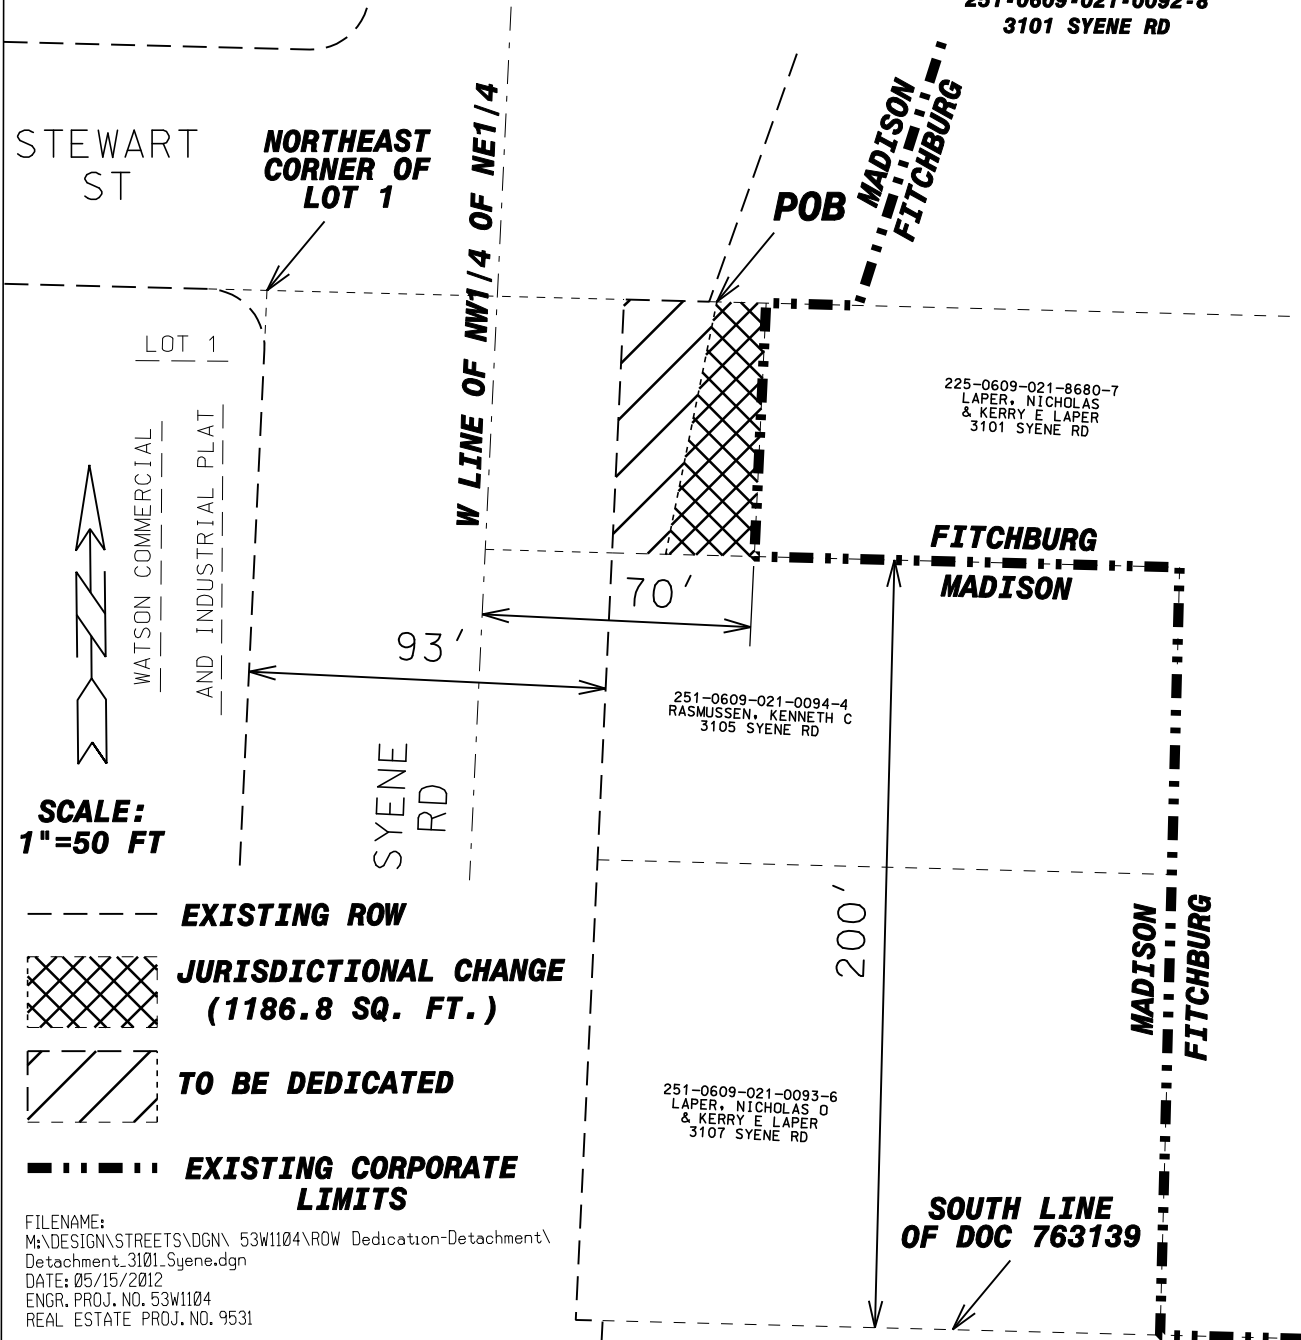 251-0609-021-0092-8
3101 SYENE RD
MADISON
FITCHBURG
STEWART
ST
NORTHEAST
CORNER OF
LOT 1
W LINE OF NW1/4 OF NE1/4
POB
LOT 1
WATSON COMMERCIAL
AND INDUSTRIAL PLAT
225-0609-021-8680-7
LAPER, NICHOLAS
& KERRY E LAPER
3101 SYENE RD
FITCHBURG
MADISON
70'
93'
251-0609-021-0094-4
RASMUSSEN, KENNETH C
3105 SYENE RD
SYENE
RD
N
SCALE:
1"=50 FT
200'
MADISON
FITCHBURG
EXISTING ROW
JURISDICTIONAL CHANGE
(1186.8 SQ. FT.)
TO BE DEDICATED
EXISTING CORPORATE
LIMITS
251-0609-021-0093-6
LAPER, NICHOLAS O
& KERRY E LAPER
3107 SYENE RD
SOUTH LINE
OF DOC 763139
FILENAME:
M:\DESIGN\STREETS\DGN\ 53W1104\ROW Dedication-Detachment\
Detachment_3101_Syene.dgn
DATE: 05/15/2012
ENGR. PROJ. NO. 53W1104
REAL ESTATE PROJ. NO. 9531